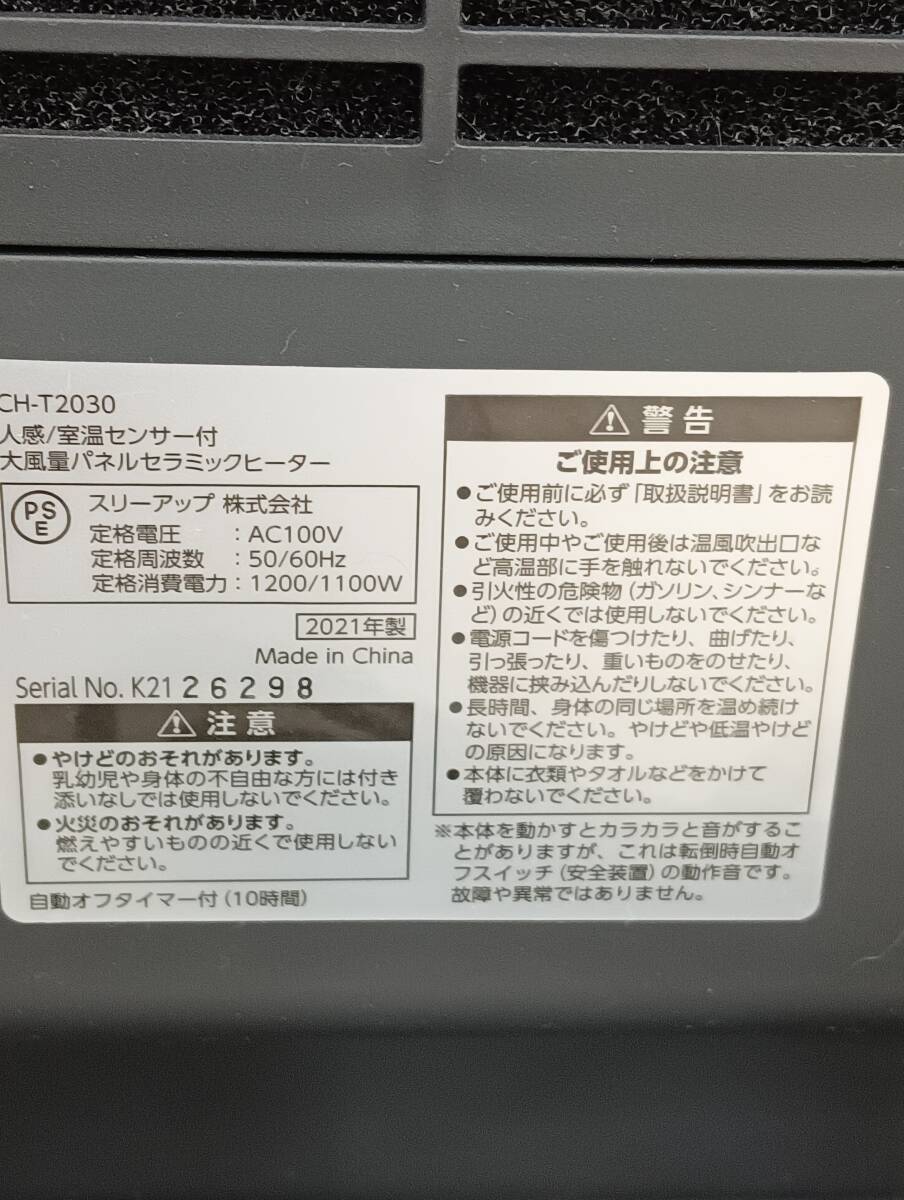 CH-T2030
人感/室温センサー付
大風量パネルセラミックヒーター
PS
E
スリーアップ 株式会社
定格電圧 : AC100V
定格周波数 : 50/60Hz
定格消費電力 : 1200/1100W
2021年製
Made in China
Serial No. K21 26298
注意
●やけどのおそれがあります。
乳幼児や身体の不自由な方には付き
添いなしでは使用しないでください。
●火災のおそれがあります。
燃えやすいものの近くで使用しない
でください。
自動オフタイマー付(10時間)
警告
ご使用上の注意
●ご使用前に必ず「取扱説明書」をお読
みください。
●ご使用中やご使用後は温風吹出口な
ど高温部に手を触れないでください。
●引火性の危険物(ガソリン、シンナーな
ど)の近くでは使用しないでください。
●電源コードを傷つけたり、曲げたり、
引っ張ったり、重いものをのせたり、
機器に挟み込んだりしないでください。
●長時間、身体の同じ場所を温め続け
ないでください。やけどや低温やけど
の原因になります。
●本体に衣類やタオルなどをかけて
覆わないでください。
※本体を動かすとカラカラと音がするこ
とがありますが、これは転倒時自動オ
フスイッチ(安全装置)の動作音です。
故障や異常ではありません。